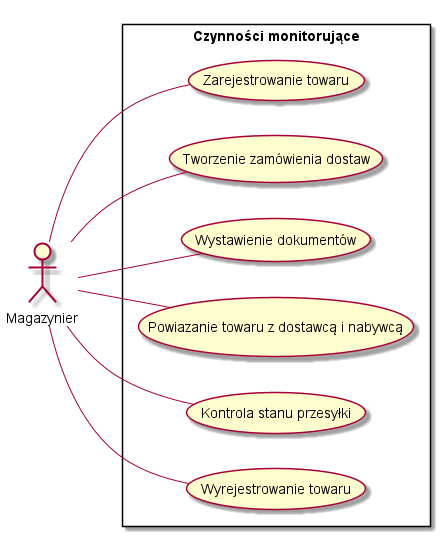 Czynności monitorujące
Zarejestrowanie towaru
Tworzenie zamówienia dostaw
Wystawienie dokumentów
Magazynier
Powiazanie towaru z dostawcą i nabywcą
Kontrola stanu przesyłki
Wyrejestrowanie towaru